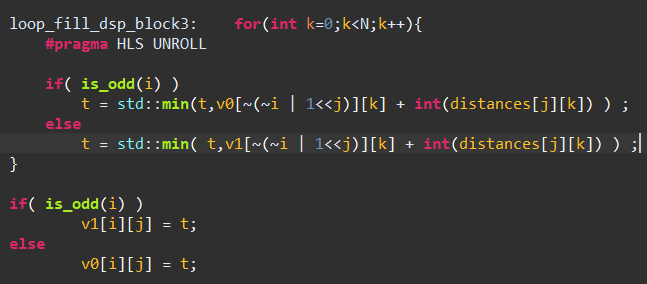 loop_fill_dsp_block3:    for(int k=0;k<N;k++){
    #pragma HLS UNROLL
    if( is_odd(i) )
        t = std::min(t,v0[~(~i | 1<<j)][k] + int(distances[j][k]) ) ;
    else
        t = std::min( t,v1[~(~i | 1<<j)][k] + int(distances[j][k]) ) ;
}
if( is_odd(i) )
        v1[i][j] = t;
else
        v0[i][j] = t;